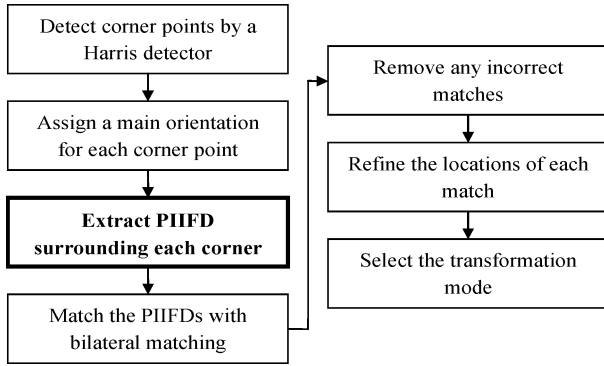 Detect corner points by a
Harris detector
Assign a main orientation
for each corner point
Extract PIIFD
surrounding each corner
Match the PIIFDs with
bilateral matching
Remove any incorrect
matches
Refine the locations of each
match
Select the transformation
mode